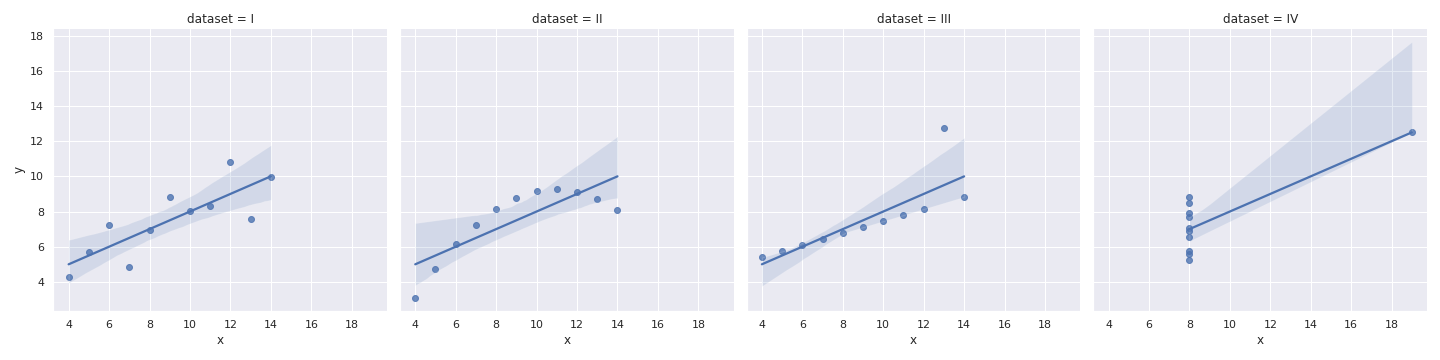 dataset = I
dataset = II
dataset = III
dataset = IV
18
16
14
12
10
8
6
4
y
4 6 8 10 12 14 16 18
4 6 8 10 12 14 16 18
4 6 8 10 12 14 16 18
4 6 8 10 12 14 16 18
x
x
x
x